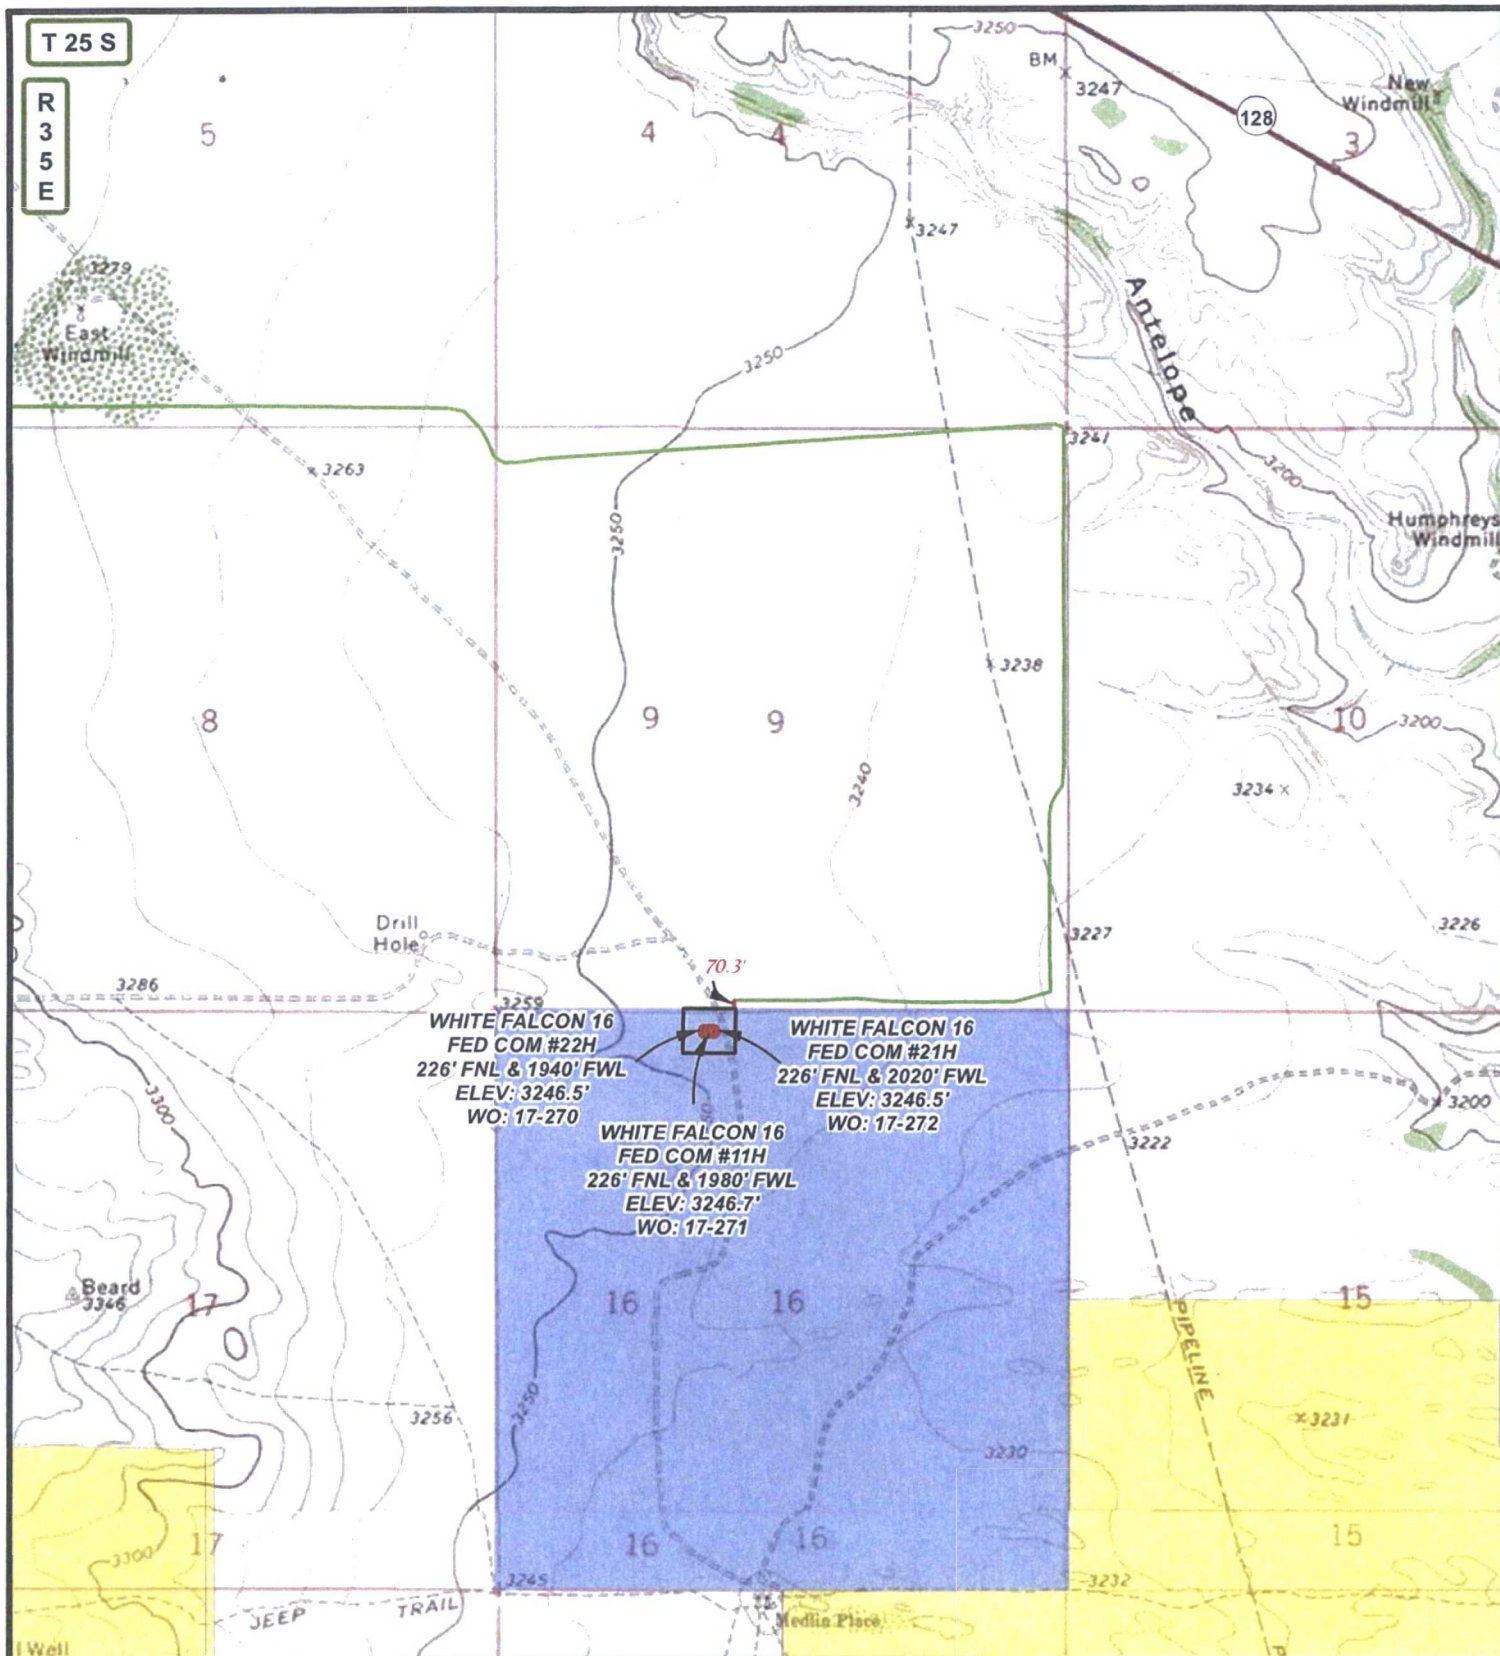 T 25 S
R
3
5
E
5
4
4
3250
BM
3247
128
New
Windmill
3
3247
3279
East
Windmill
Antelope
3250
3241
3263
3200
3250
Humphreys
Windmill
3238
8
9
9
10
3200
3240
3234
Drill
Hole
3227
3226
70.3'
3286
3259
WHITE FALCON 16
FED COM #22H
226' FNL & 1940' FWL
ELEV: 3246.5'
WO: 17-270
WHITE FALCON 16
FED COM #21H
226' FNL & 2020' FWL
ELEV: 3246.5'
WO: 17-272
WHITE FALCON 16
FED COM #11H
226' FNL & 1980' FWL
ELEV: 3246.7'
WO: 17-271
3300
3200
3222
Beard
3346
17
16
16
15
PIPELINE
3250
3256
3231
3230
17
16
16
15
3300
3245
3232
JEEP TRAIL
Medlin Place
Well